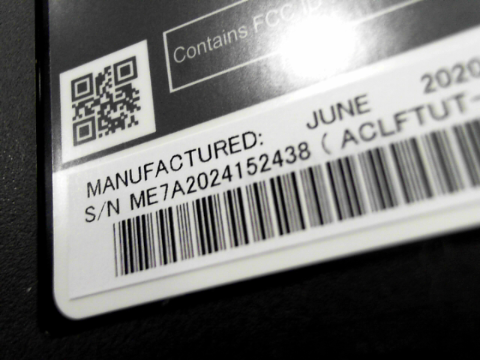 Contains FCC ID
MANUFACTURED: JUNE 2020
S/N ME7A2024152438 ( ACLFTUT-